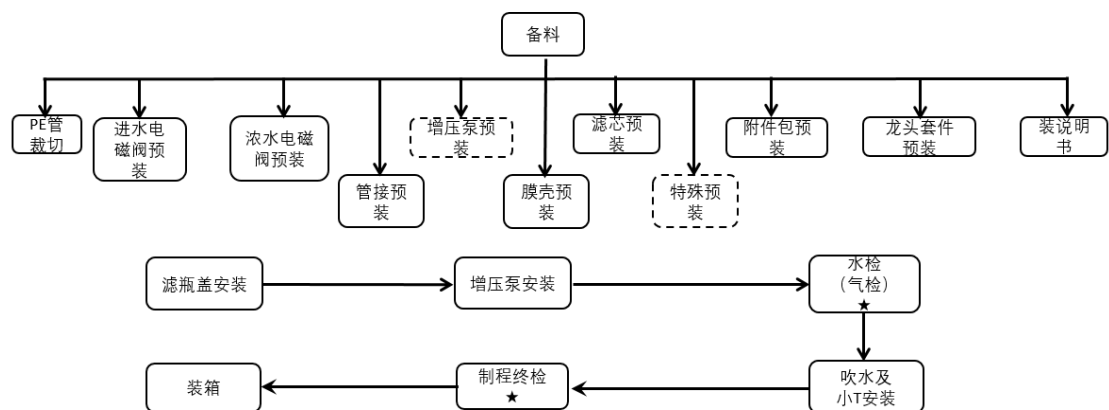 备料
PE管
裁切
进水电
磁阀预
装
浓水电磁
阀预装
管接预
装
增压泵预
装
膜壳预
装
滤芯预
装
特殊预
装
附件包预
装
龙头套件
预装
装说明
书
滤瓶盖安装
增压泵安装
水检
（气检）
★
吹水及
小T安装
制程终检
★
装箱